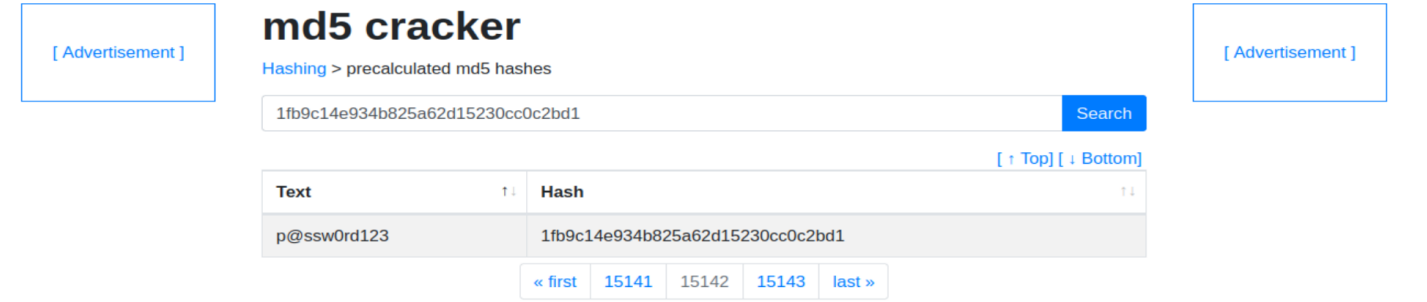 md5 cracker
[ Advertisement ]
[ Advertisement ]
Hashing > precalculated md5 hashes
1fb9c14e934b825a62d15230cc0c2bd1 Search
[ ↑ Top] [ ↓ Bottom]
Text ↑↓ Hash ↑↓
p@ssw0rd123 1fb9c14e934b825a62d15230cc0c2bd1
« first 15141 15142 15143 last »